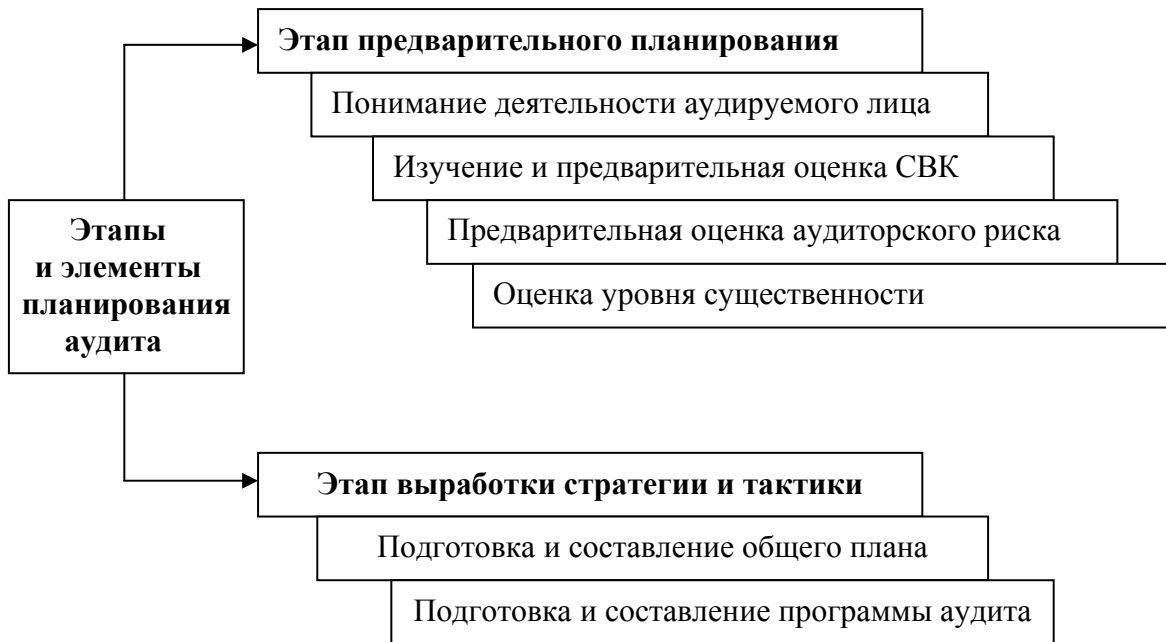 Этап предварительного планирования
Понимание деятельности аудируемого лица
Изучение и предварительная оценка СВК
Предварительная оценка аудиторского риска
Оценка уровня существенности
Этапы
и элементы
планирования
аудита
Этап выработки стратегии и тактики
Подготовка и составление общего плана
Подготовка и составление программы аудита